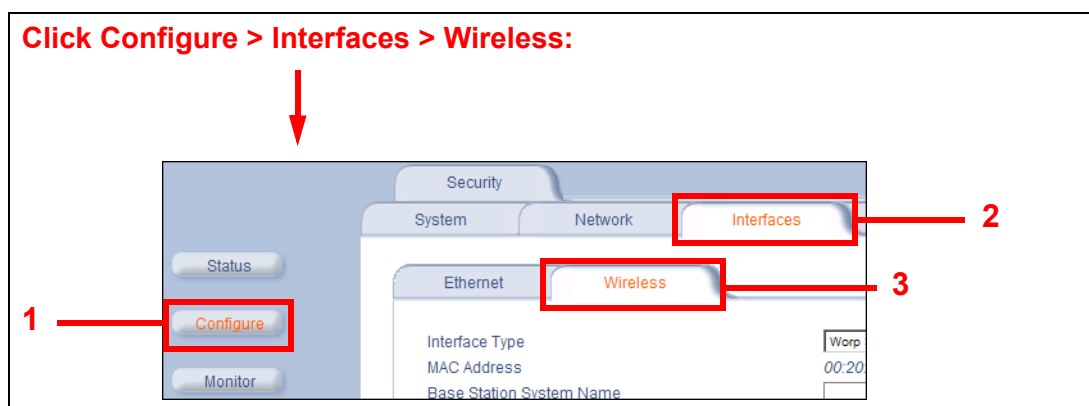 Click Configure > Interfaces > Wireless:
Security
System Network Interfaces
2
Status
Ethernet Wireless
3
1
Configure
Interface Type Worp
MAC Address 00:20
Monitor
Base Station System Name